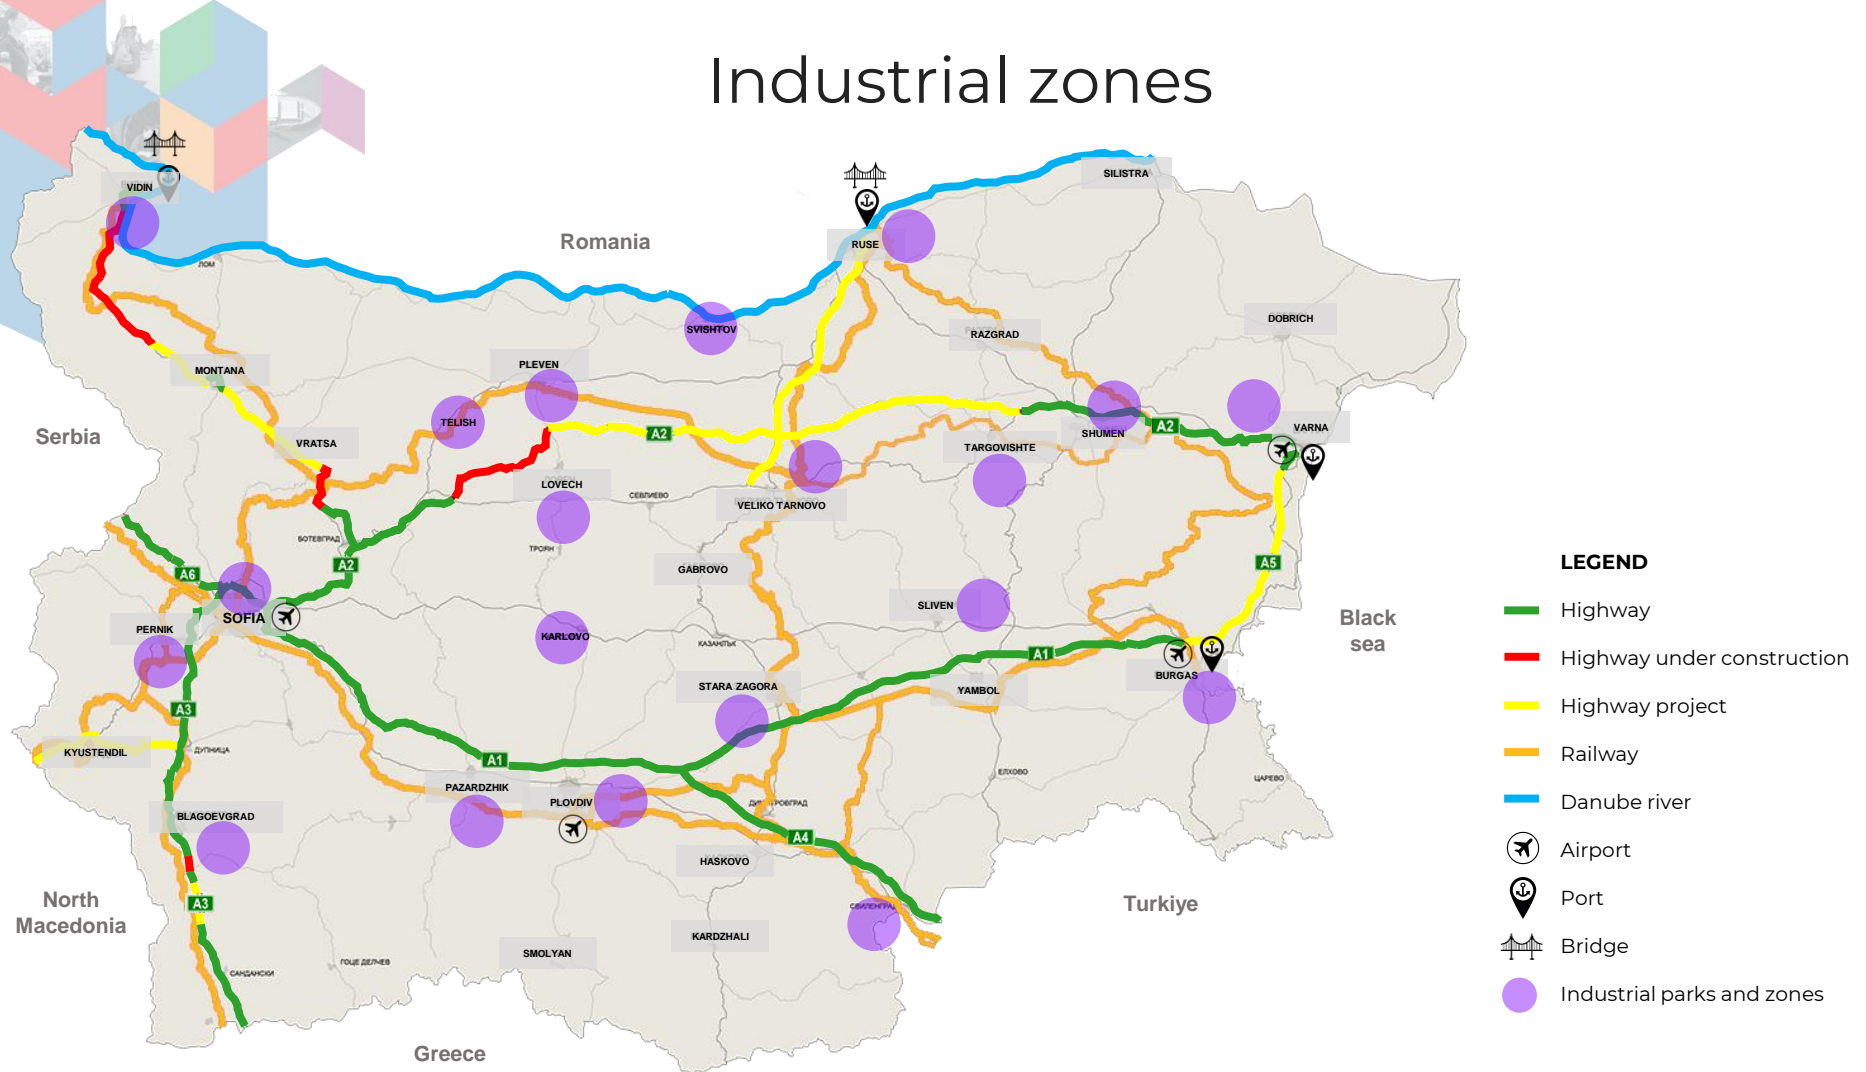 Industrial zones
VIDIN
SILISTRA
Romania
RUSE
ЛОМ
SVISHTOV
DOBRICH
RAZGRAD
MONTANA
PLEVEN
TELISH
Serbia
VRATSA
A2
SHUMEN
A2
VARNA
TARGOVISHTE
LOVECH
СЕВЛИЕВО
VELIKO TARNOVO
БОТЕВГРАД
ТРОЯН
A6
A2
GABROVO
A5
SOFIA
SLIVEN
PERNIK
KARLOVO
КАЗАНЛЪК
Black
sea
A1
BURGAS
STARA ZAGORA
YAMBOL
A3
KYUSTENDIL
ДУПНИЦА
A1
ЕЛХОВО
ЦАРЕВО
PAZARDZHIK
PLOVDIV
BLAGOEVGRAD
A4
HASKOVO
North
Macedonia
A3
Turkiye
KARDZHALI
SMOLYAN
ГОЦЕ ДЕЛЧЕВ
САНДАНСКИ
Greece
LEGEND
Highway
Highway under construction
Highway project
Railway
Danube river
Airport
Port
Bridge
Industrial parks and zones